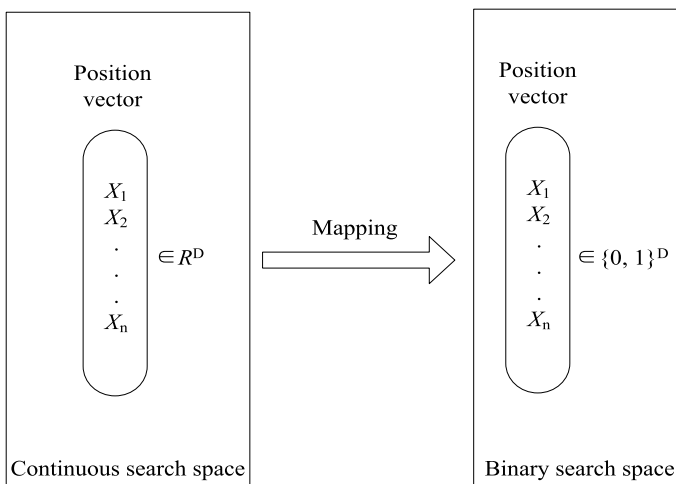 Position
vector
X₁
X₂
.
.
.
Xₙ
∈ Rᴰ
Continuous search space
Mapping
Position
vector
X₁
X₂
.
.
.
Xₙ
∈ {0, 1}ᴰ
Binary search space